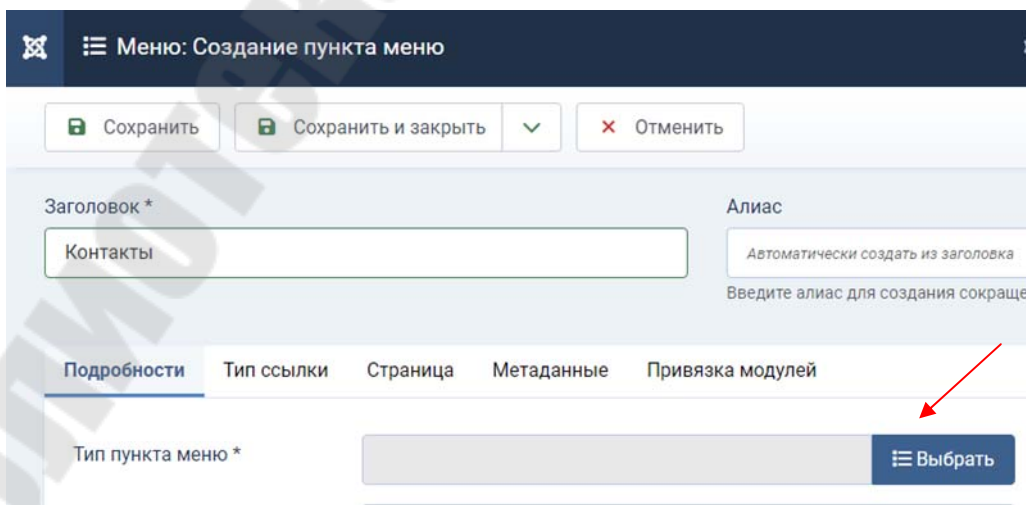 Меню: Создание пункта меню
Сохранить Сохранить и закрыть Отменить
Заголовок * Алиас
Контакты Автоматически создать из заголовка
Введите алиас для создания сокраще
Подробности Тип ссылки Страница Метаданные Привязка модулей
Тип пункта меню * Выбрать